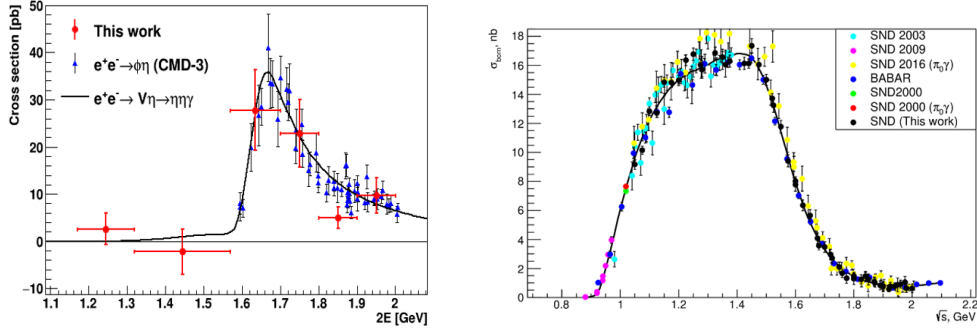 Cross section [pb]
50
40
30
20
10
0
−10
This work
e⁺e⁻→ϕη (CMD-3)
e⁺e⁻→ Vη→ηηγ
1.1 1.2 1.3 1.4 1.5 1.6 1.7 1.8 1.9 2
2E [GeV]
σborn, nb
18
16
14
12
10
8
6
4
2
0
SND 2003
SND 2009
SND 2016 (π₀γ)
BABAR
SND2000
SND 2000 (π₀γ)
SND (This work)
0.8 1 1.2 1.4 1.6 1.8 2 2.2
√s, GeV